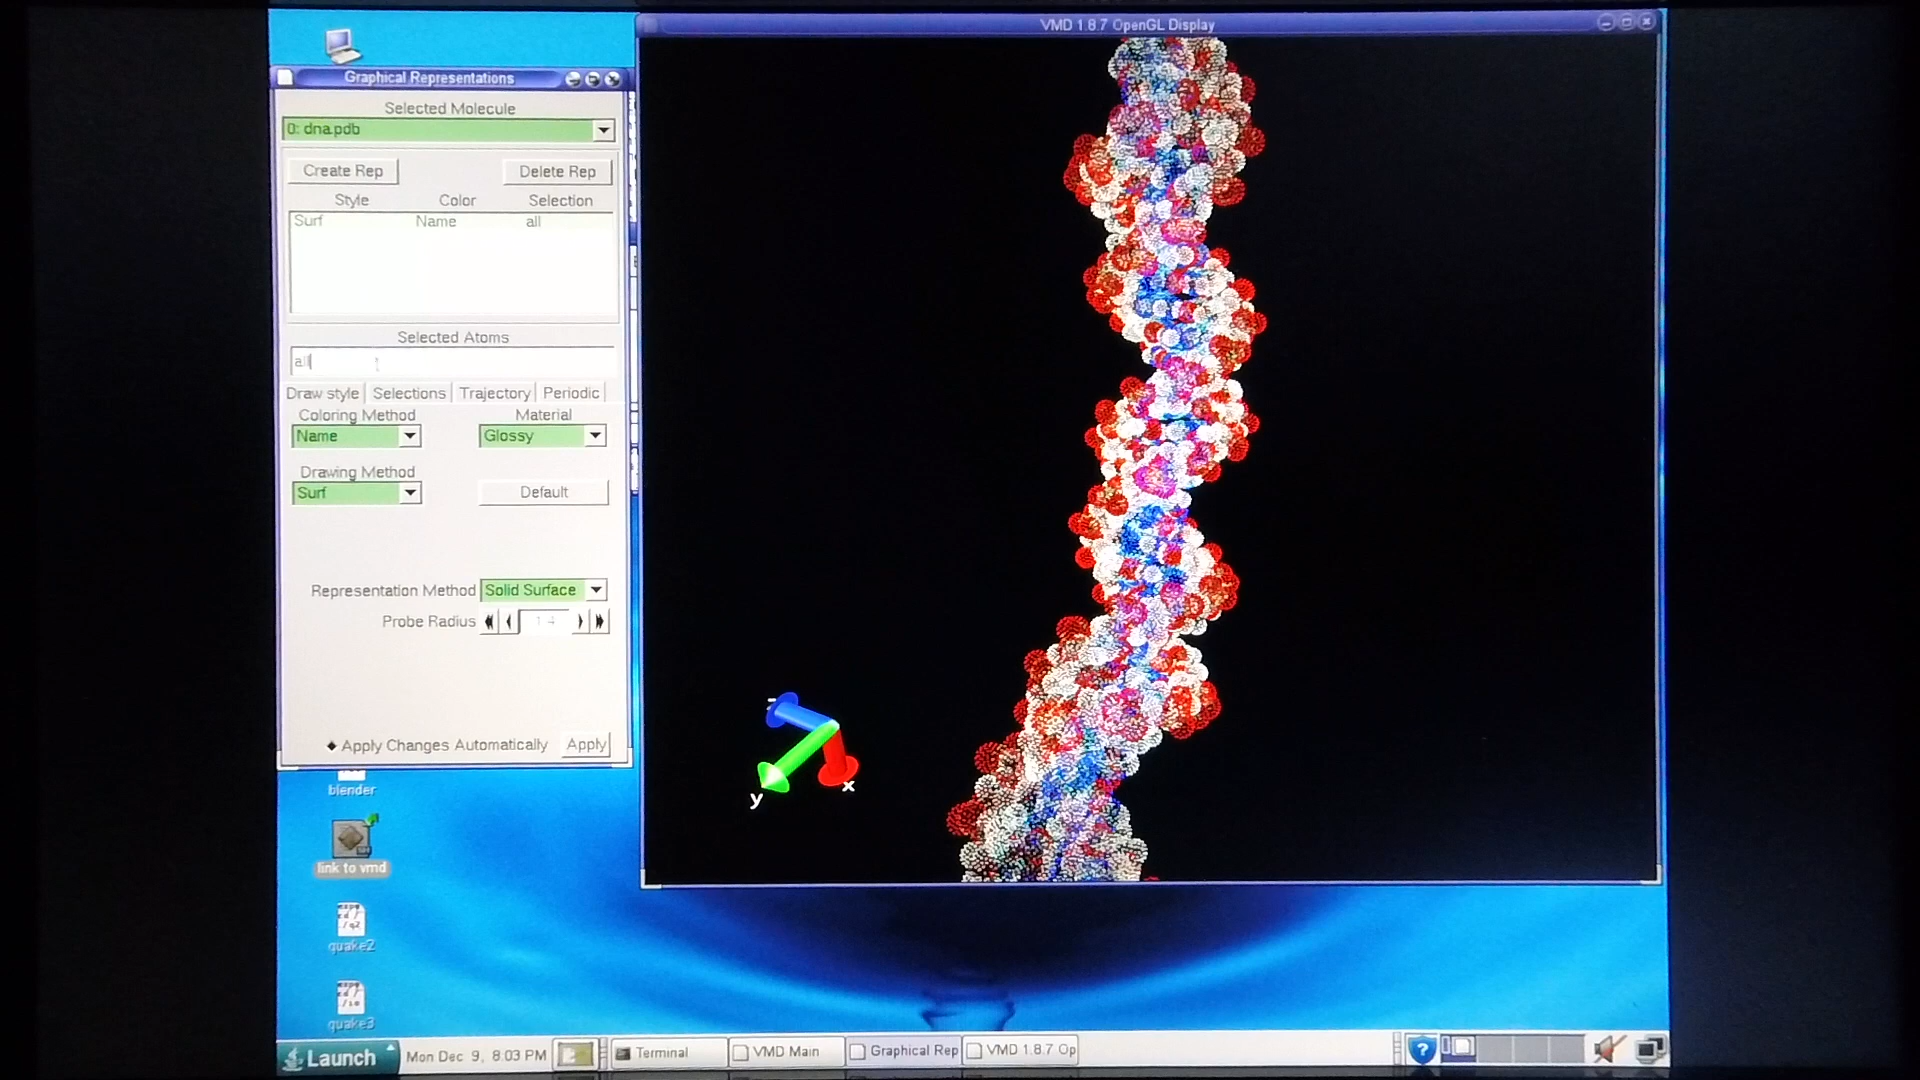 VMD 1.8.7 OpenGL Display
Graphical Representations
Selected Molecule
0: dna.pdb
Create Rep
Delete Rep
Style Color Selection
Surf Name all
Selected Atoms
all
Draw style Selections Trajectory Periodic
Coloring Method Material
Name Glossy
Drawing Method
Surf Default
Representation Method Solid Surface
Probe Radius 1.4
Apply Changes Automatically Apply
y
x
blender
link to vmd
quake2
quake3
Launch Mon Dec 9, 8:03 PM Terminal VMD Main Graphical Rep VMD 1.8.7 Op
?